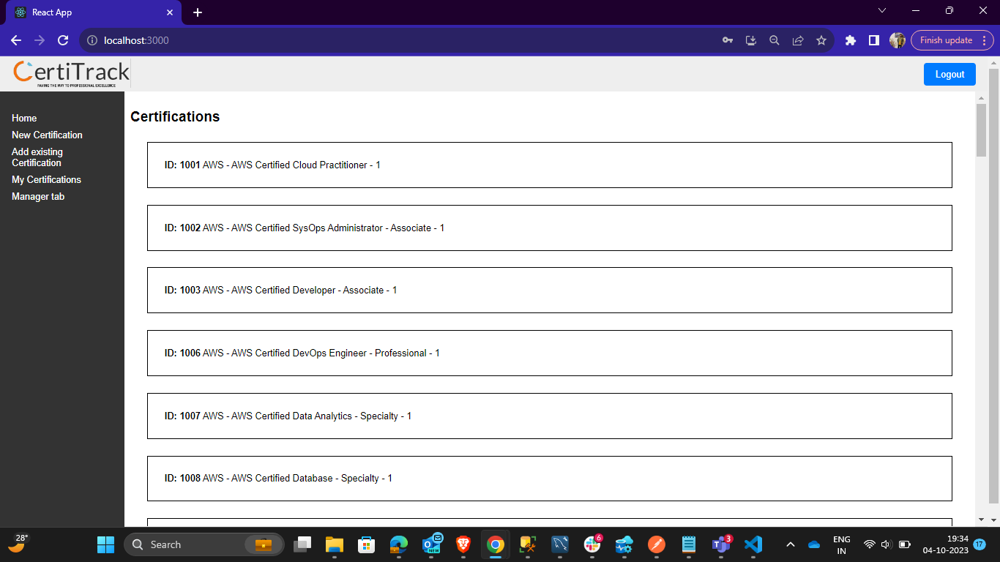 React App
localhost:3000
Finish update
CertiTrack
PAVING THE WAY TO PROFESSIONAL EXCELLENCE
Logout
Home
New Certification
Add existing
Certification
My Certifications
Manager tab
Certifications
ID: 1001 AWS - AWS Certified Cloud Practitioner - 1
ID: 1002 AWS - AWS Certified SysOps Administrator - Associate - 1
ID: 1003 AWS - AWS Certified Developer - Associate - 1
ID: 1006 AWS - AWS Certified DevOps Engineer - Professional - 1
ID: 1007 AWS - AWS Certified Data Analytics - Specialty - 1
ID: 1008 AWS - AWS Certified Database - Specialty - 1
28°
Search
NEW
6
3
ENG
IN
19:34
04-10-2023
17